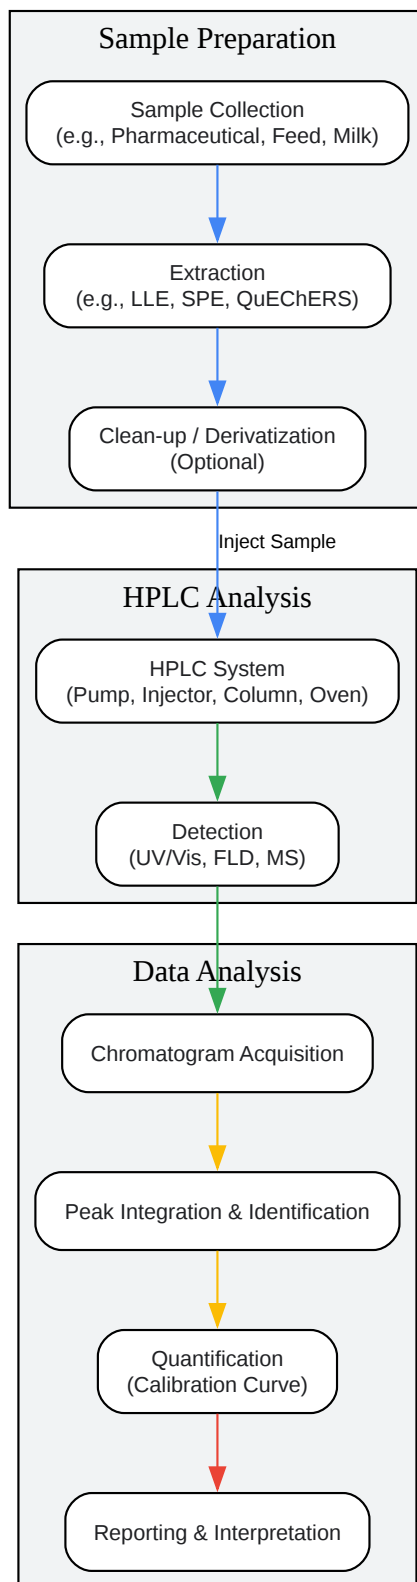 Sample Preparation
Sample Collection
(e.g., Pharmaceutical, Feed, Milk)
Extraction
(e.g., LLE, SPE, QuEChERS)
Clean-up / Derivatization
(Optional)
Inject Sample
HPLC Analysis
HPLC System
(Pump, Injector, Column, Oven)
Detection
(UV/Vis, FLD, MS)
Data Analysis
Chromatogram Acquisition
Peak Integration & Identification
Quantification
(Calibration Curve)
Reporting & Interpretation